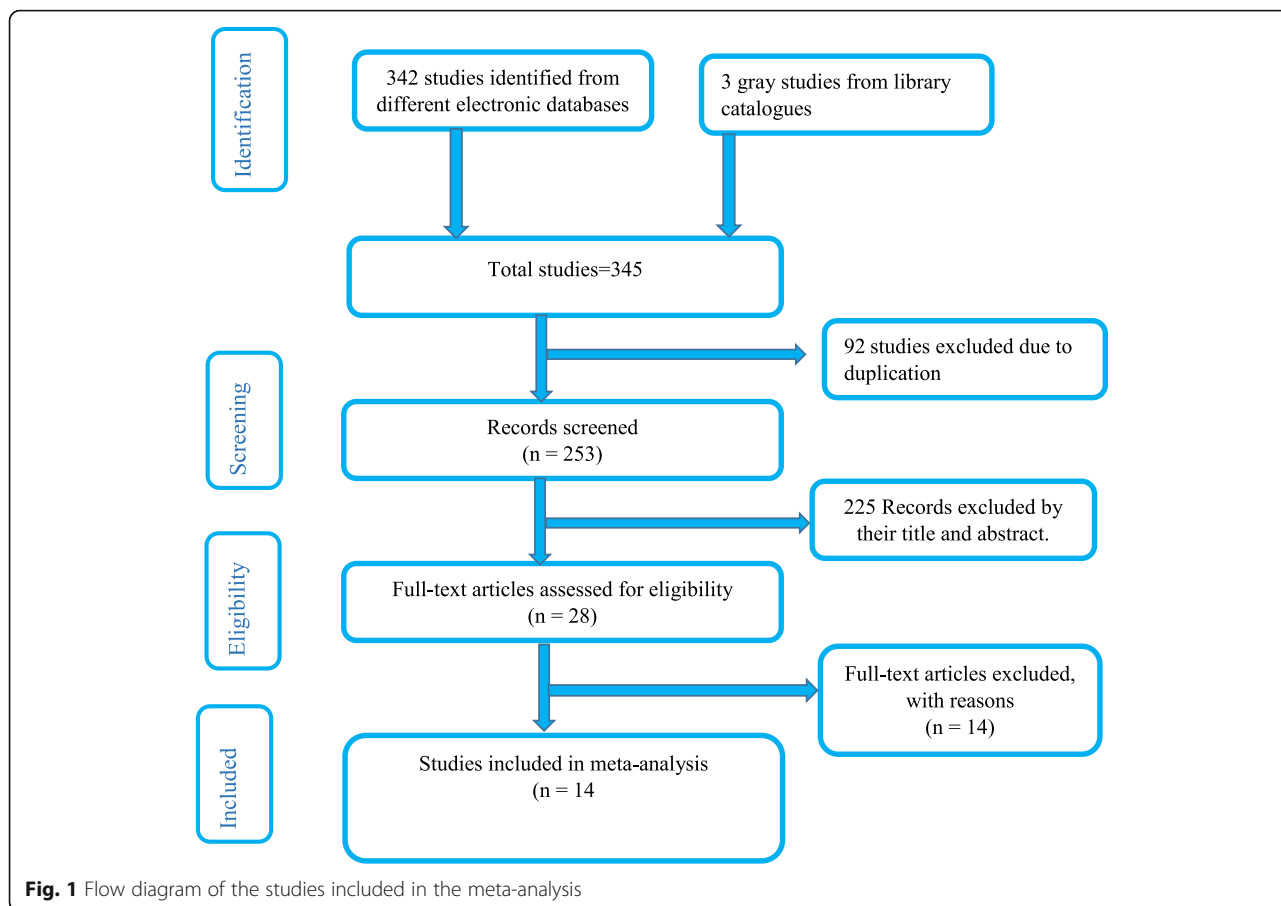 Identification
342 studies identified from
different electronic databases
3 gray studies from library
catalogues
Total studies=345
92 studies excluded due to
duplication
Screening
Records screened
(n = 253)
225 Records excluded by
their title and abstract.
Eligibility
Full-text articles assessed for eligibility
(n = 28)
Full-text articles excluded,
with reasons
(n = 14)
Included
Studies included in meta-analysis
(n = 14
Fig. 1 Flow diagram of the studies included in the meta-analysis